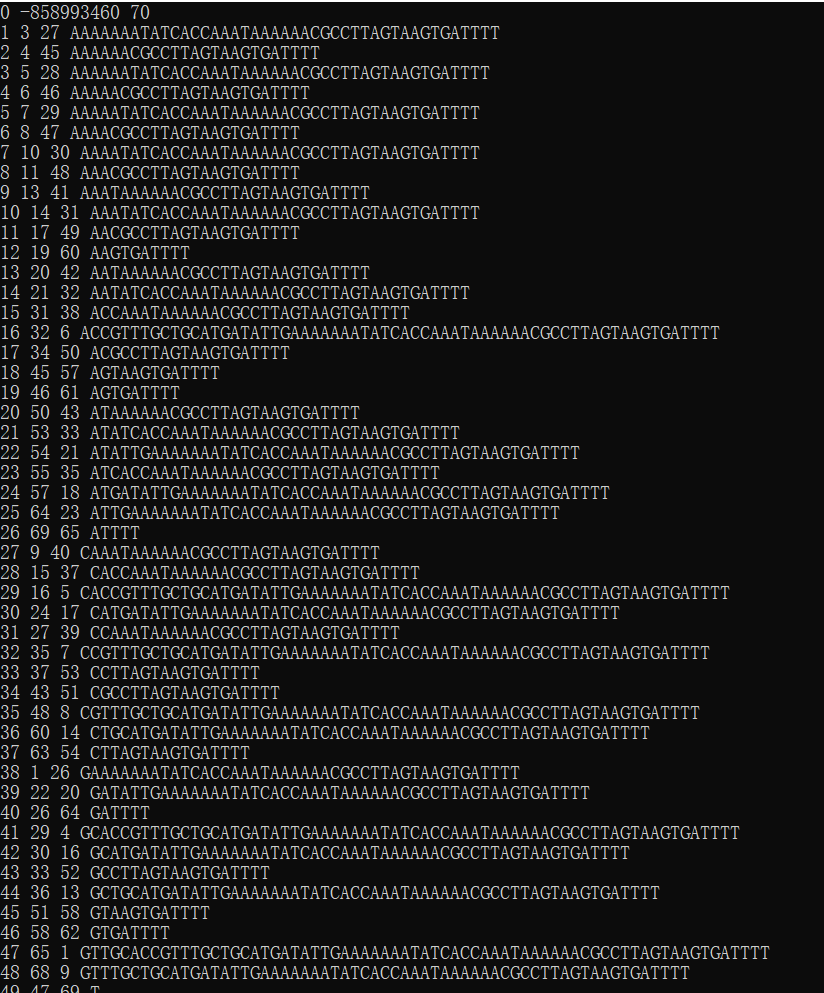 0 -858993460 70
1 3 27 AAAAAAATATCACCAAATAAAAAACGCCTTAGTAAGTGATTTT
2 4 45 AAAAAACGCCTTAGTAAGTGATTTT
3 5 28 AAAAAATATCACCAAATAAAAAACGCCTTAGTAAGTGATTTT
4 6 46 AAAAACGCCTTAGTAAGTGATTTT
5 7 29 AAAAATATCACCAAATAAAAAACGCCTTAGTAAGTGATTTT
6 8 47 AAAACGCCTTAGTAAGTGATTTT
7 10 30 AAAATATCACCAAATAAAAAACGCCTTAGTAAGTGATTTT
8 11 48 AAACGCCTTAGTAAGTGATTTT
9 13 41 AAATAAAAAACGCCTTAGTAAGTGATTTT
10 14 31 AAATATCACCAAATAAAAAACGCCTTAGTAAGTGATTTT
11 17 49 AACGCCTTAGTAAGTGATTTT
12 19 60 AAGTGATTTT
13 20 42 AATAAAAAACGCCTTAGTAAGTGATTTT
14 21 32 AATATCACCAAATAAAAAACGCCTTAGTAAGTGATTTT
15 31 38 ACCAAATAAAAAACGCCTTAGTAAGTGATTTT
16 32 6 ACCGTTTGCTGCATGATATTGAAAAAAATATCACCAAATAAAAAACGCCTTAGTAAGTGATTTT
17 34 50 ACGCCTTAGTAAGTGATTTT
18 45 57 AGTAAGTGATTTT
19 46 61 AGTGATTTT
20 50 43 ATAAAAAACGCCTTAGTAAGTGATTTT
21 53 33 ATATCACCAAATAAAAAACGCCTTAGTAAGTGATTTT
22 54 21 ATATTGAAAAAAATATCACCAAATAAAAAACGCCTTAGTAAGTGATTTT
23 55 35 ATCACCAAATAAAAAACGCCTTAGTAAGTGATTTT
24 57 18 ATGATATTGAAAAAAATATCACCAAATAAAAAACGCCTTAGTAAGTGATTTT
25 64 23 ATTGAAAAAAATATCACCAAATAAAAAACGCCTTAGTAAGTGATTTT
26 69 65 ATTTT
27 9 40 CAAATAAAAAACGCCTTAGTAAGTGATTTT
28 15 37 CACCAAATAAAAAACGCCTTAGTAAGTGATTTT
29 16 5 CACCGTTTGCTGCATGATATTGAAAAAAATATCACCAAATAAAAAACGCCTTAGTAAGTGATTTT
30 24 17 CATGATATTGAAAAAAATATCACCAAATAAAAAACGCCTTAGTAAGTGATTTT
31 27 39 CCAAATAAAAAACGCCTTAGTAAGTGATTTT
32 35 7 CCGTTTGCTGCATGATATTGAAAAAAATATCACCAAATAAAAAACGCCTTAGTAAGTGATTTT
33 37 53 CCTTAGTAAGTGATTTT
34 43 51 CGCCTTAGTAAGTGATTTT
35 48 8 CGTTTGCTGCATGATATTGAAAAAAATATCACCAAATAAAAAACGCCTTAGTAAGTGATTTT
36 60 14 CTGCATGATATTGAAAAAAATATCACCAAATAAAAAACGCCTTAGTAAGTGATTTT
37 63 54 CTTAGTAAGTGATTTT
38 1 26 GAAAAAAATATCACCAAATAAAAAACGCCTTAGTAAGTGATTTT
39 22 20 GATATTGAAAAAAATATCACCAAATAAAAAACGCCTTAGTAAGTGATTTT
40 26 64 GATTTT
41 29 4 GCACCGTTTGCTGCATGATATTGAAAAAAATATCACCAAATAAAAAACGCCTTAGTAAGTGATTTT
42 30 16 GCATGATATTGAAAAAAATATCACCAAATAAAAAACGCCTTAGTAAGTGATTTT
43 33 52 GCCTTAGTAAGTGATTTT
44 36 13 GCTGCATGATATTGAAAAAAATATCACCAAATAAAAAACGCCTTAGTAAGTGATTTT
45 51 58 GTAAGTGATTTT
46 58 62 GTGATTTT
47 65 1 GTTGCACCGTTTGCTGCATGATATTGAAAAAAATATCACCAAATAAAAAACGCCTTAGTAAGTGATTTT
48 68 9 GTTTGCTGCATGATATTGAAAAAAATATCACCAAATAAAAAACGCCTTAGTAAGTGATTTT
49 47 69 T